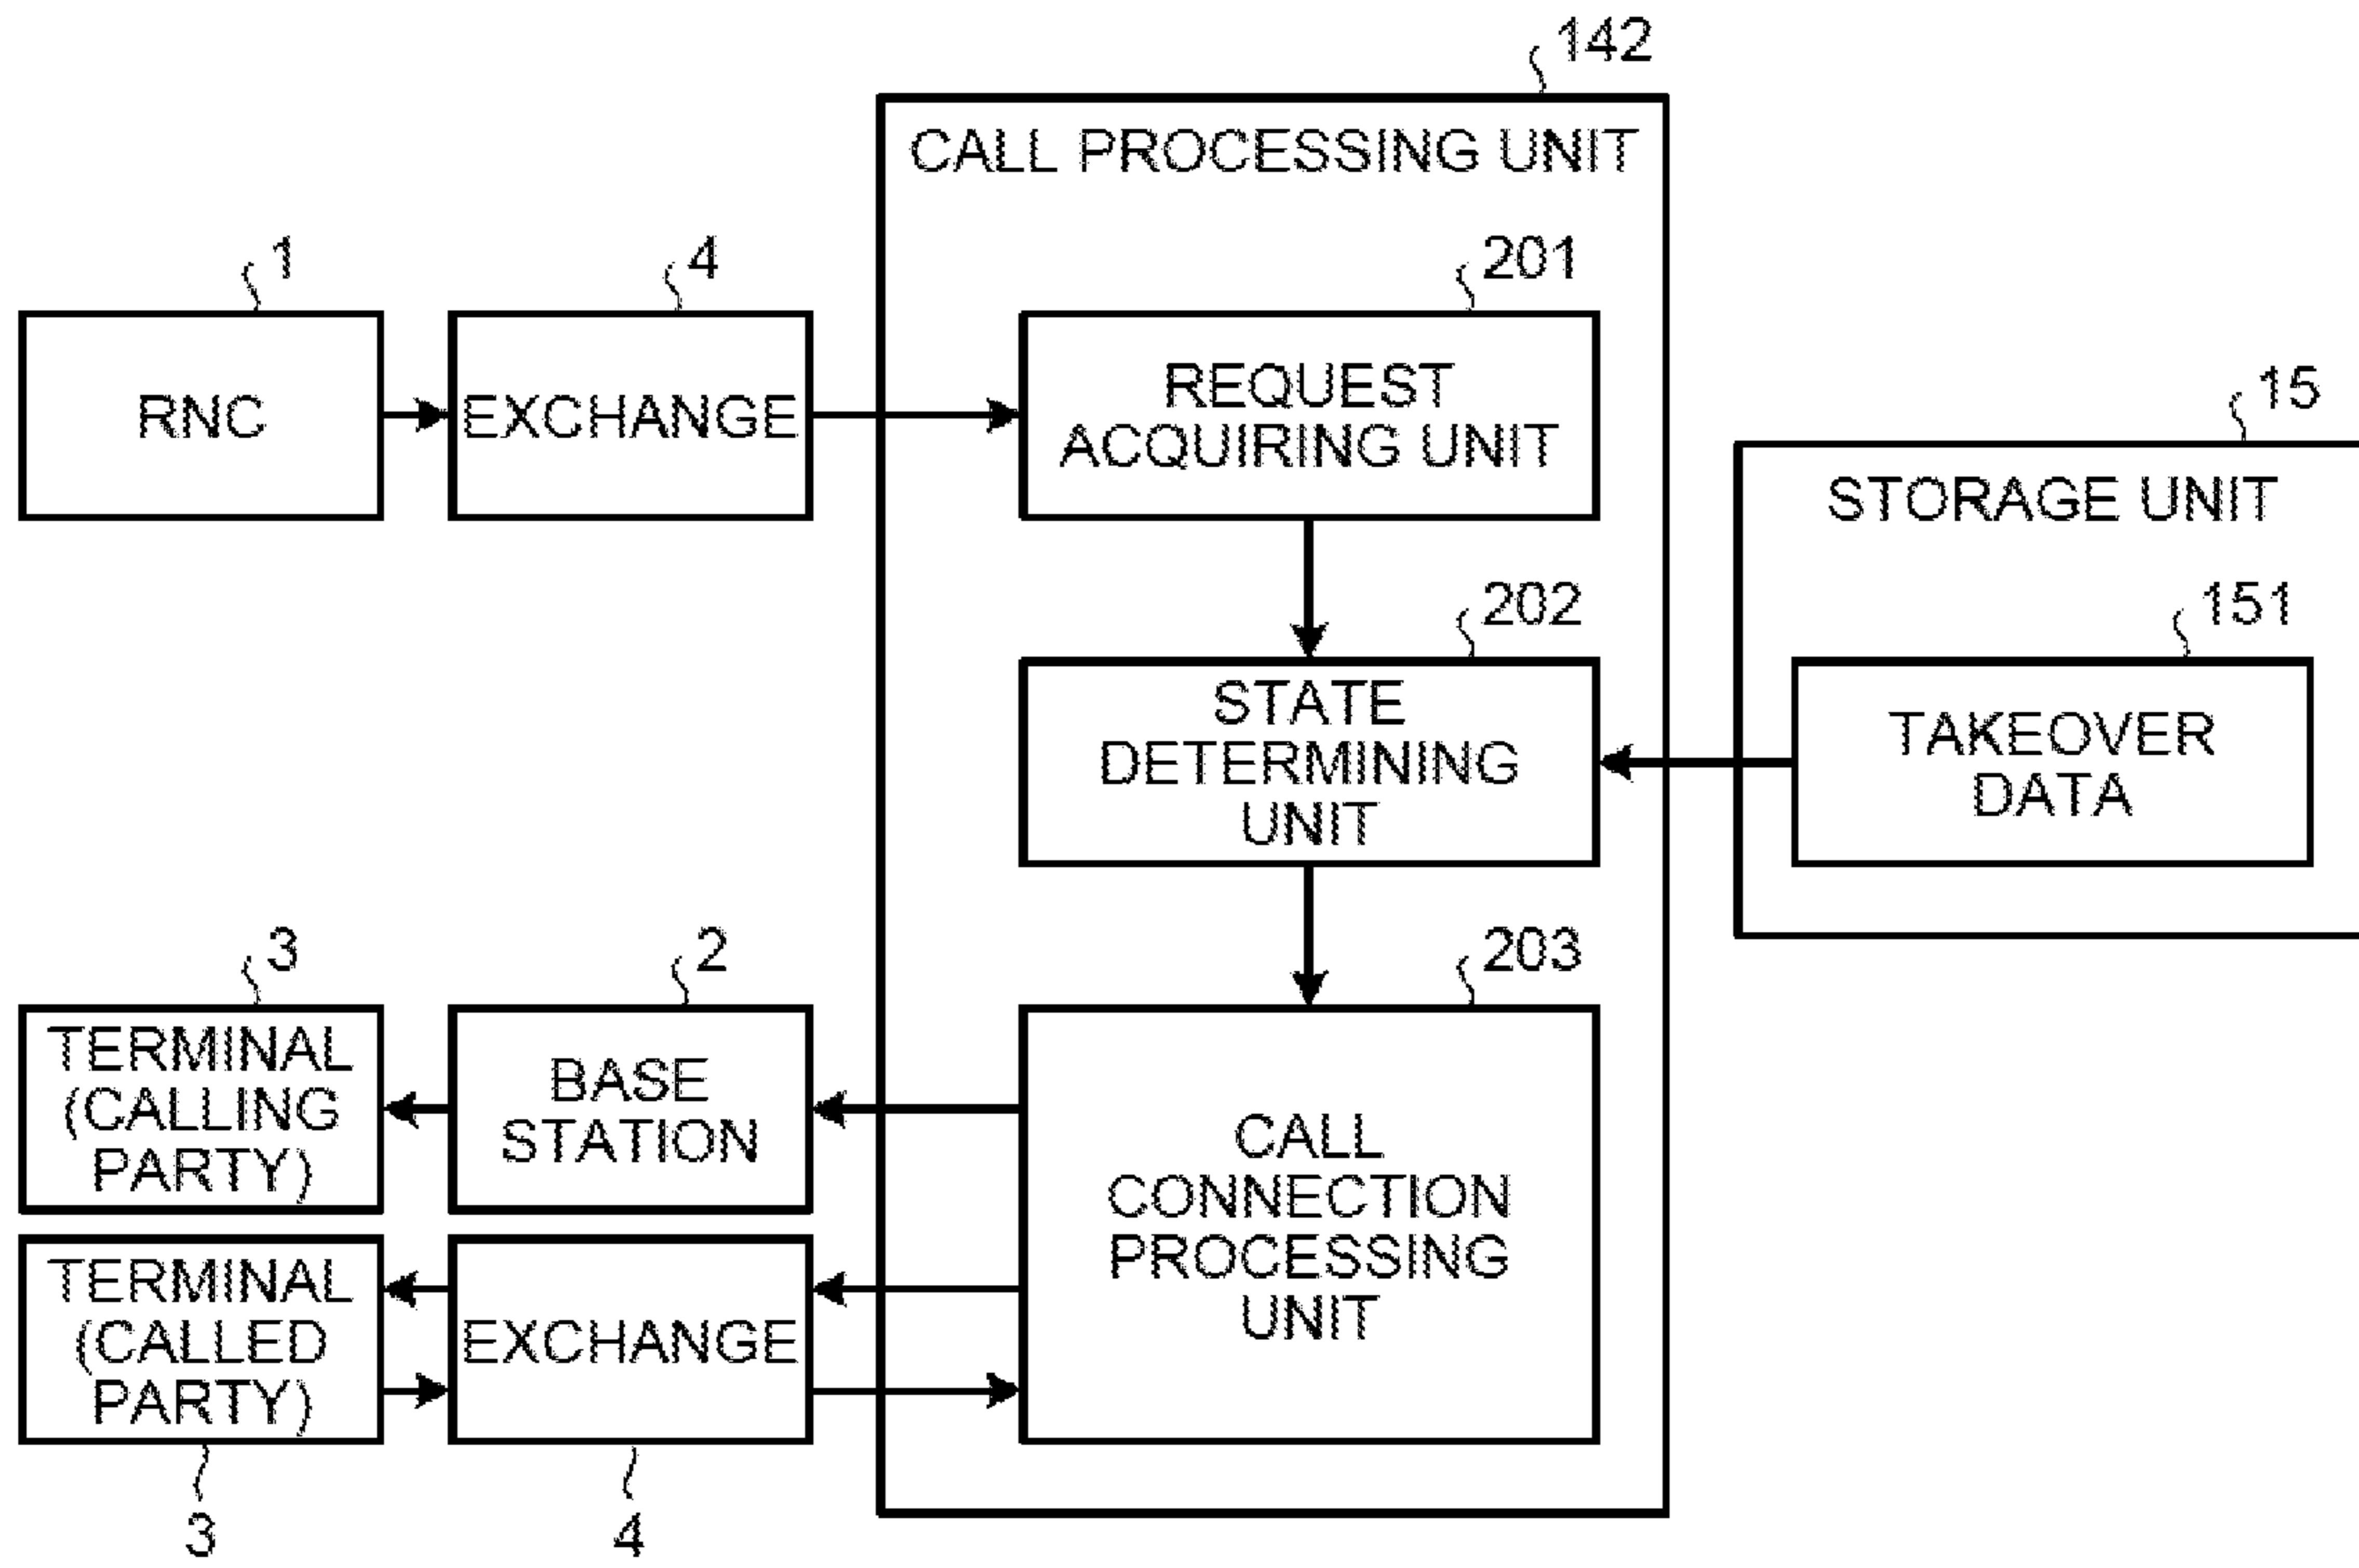 142
CALL PROCESSING UNIT
1
4
201
RNC
EXCHANGE
REQUEST
ACQUIRING UNIT
15
STORAGE UNIT
202
151
STATE
DETERMINING
UNIT
TAKEOVER
DATA
3
2
203
TERMINAL
(CALLING
PARTY)
BASE
STATION
CALL
CONNECTION
PROCESSING
UNIT
TERMINAL
(CALLED
PARTY)
EXCHANGE
3
4